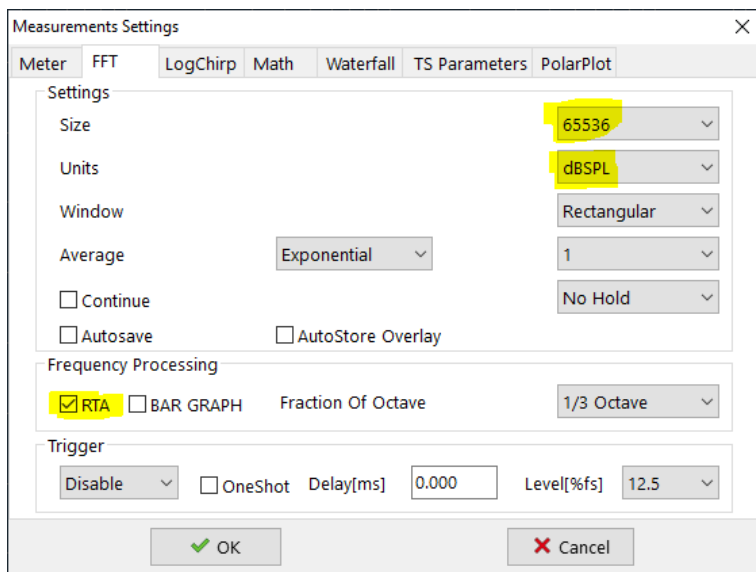 Measurements Settings
Meter FFT LogChirp Math Waterfall TS Parameters PolarPlot
Settings
Size 65536
Units dBSPL
Window Rectangular
Average Exponential 1
Continue No Hold
Autosave AutoStore Overlay
Frequency Processing
RTA BAR GRAPH Fraction Of Octave 1/3 Octave
Trigger
Disable OneShot Delay[ms] 0.000 Level[%fs] 12.5
OK Cancel